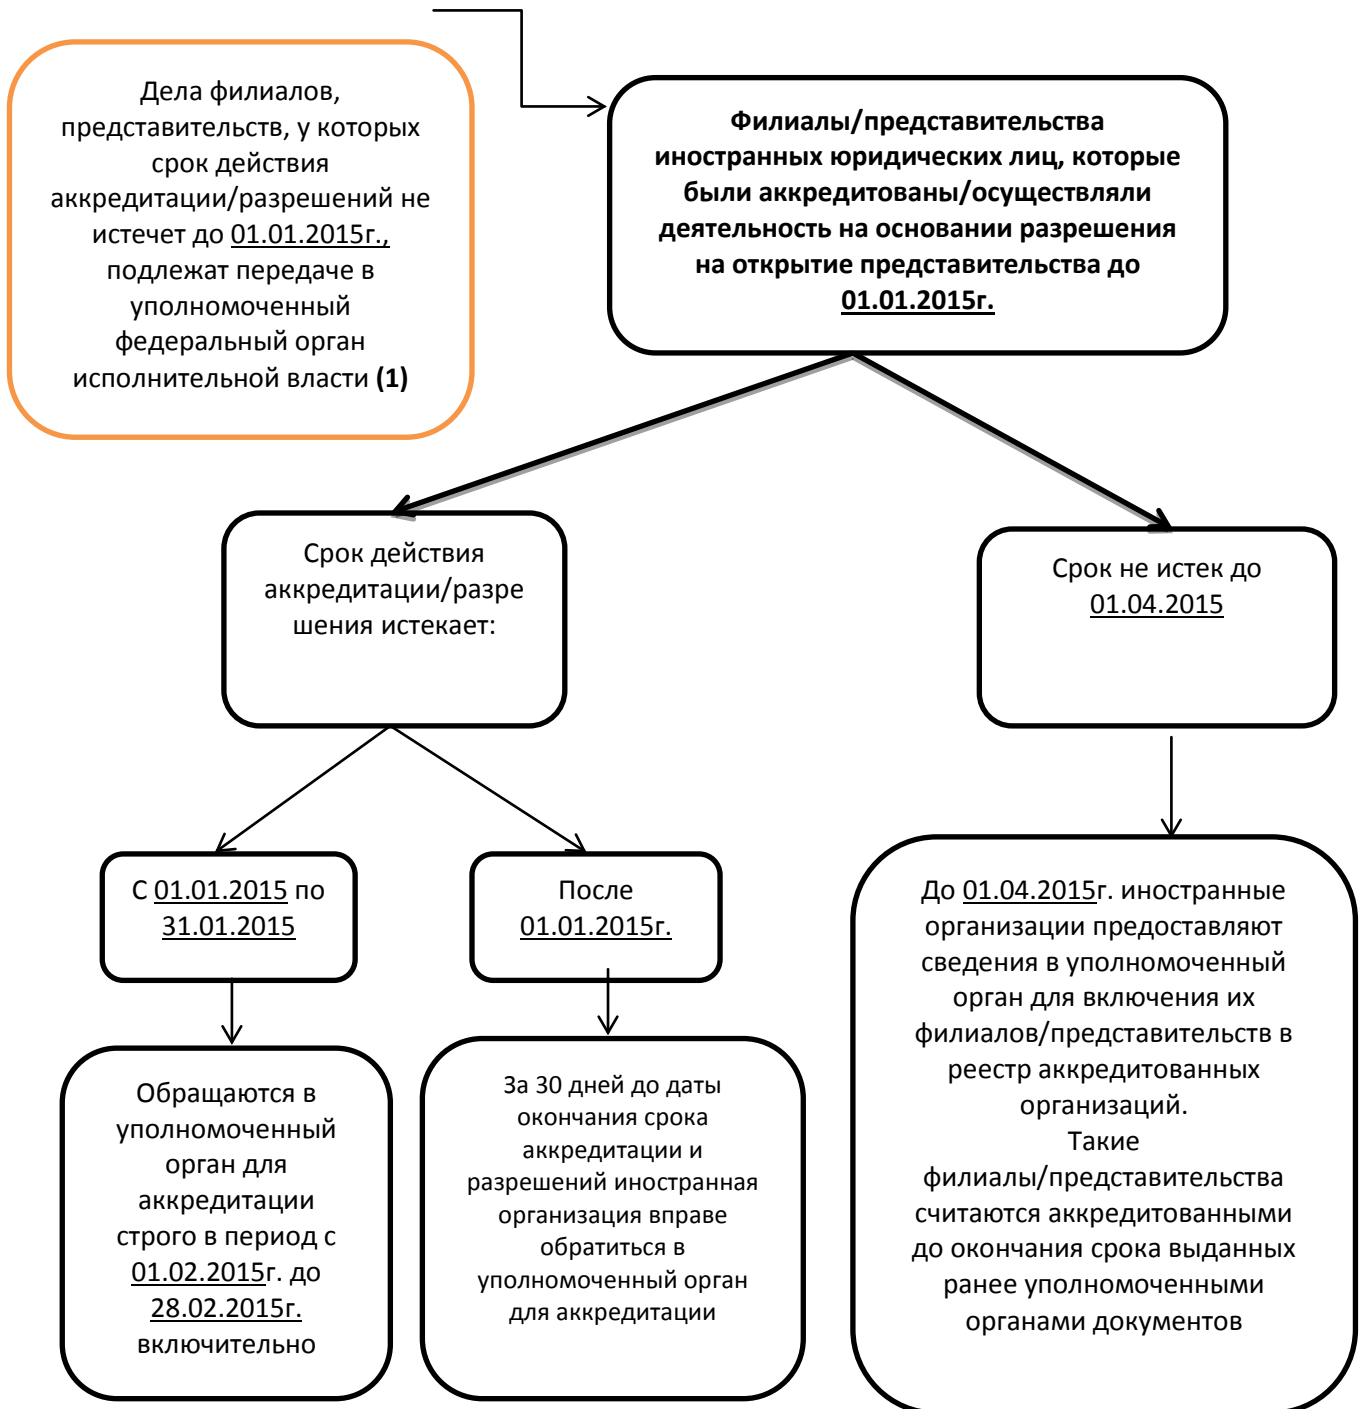 Дела филиалов,
представительств, у которых
срок действия
аккредитации/разрешений не
истечет до 01.01.2015г.,
подлежат передаче в
уполномоченный
федеральный орган
исполнительной власти (1)
Филиалы/представительства
иностранных юридических лиц, которые
были аккредитованы/осуществляли
деятельность на основании разрешения
на открытие представительства до
01.01.2015г.
Срок действия
аккредитации/разре
шения истекает:
Срок не истек до
01.04.2015
С 01.01.2015 по
31.01.2015
После
01.01.2015г.
Обращаются в
уполномоченный
орган для
аккредитации
строго в период с
01.02.2015г. до
28.02.2015г.
включительно
За 30 дней до даты
окончания срока
аккредитации и
разрешений иностранная
организация вправе
обратиться в
уполномоченный орган
для аккредитации
До 01.04.2015г. иностранные
организации предоставляют
сведения в уполномоченный
орган для включения их
филиалов/представительств в
реестр аккредитованных
организаций.
Такие
филиалы/представительства
считаются аккредитованными
до окончания срока выданных
ранее уполномоченными
органами документов